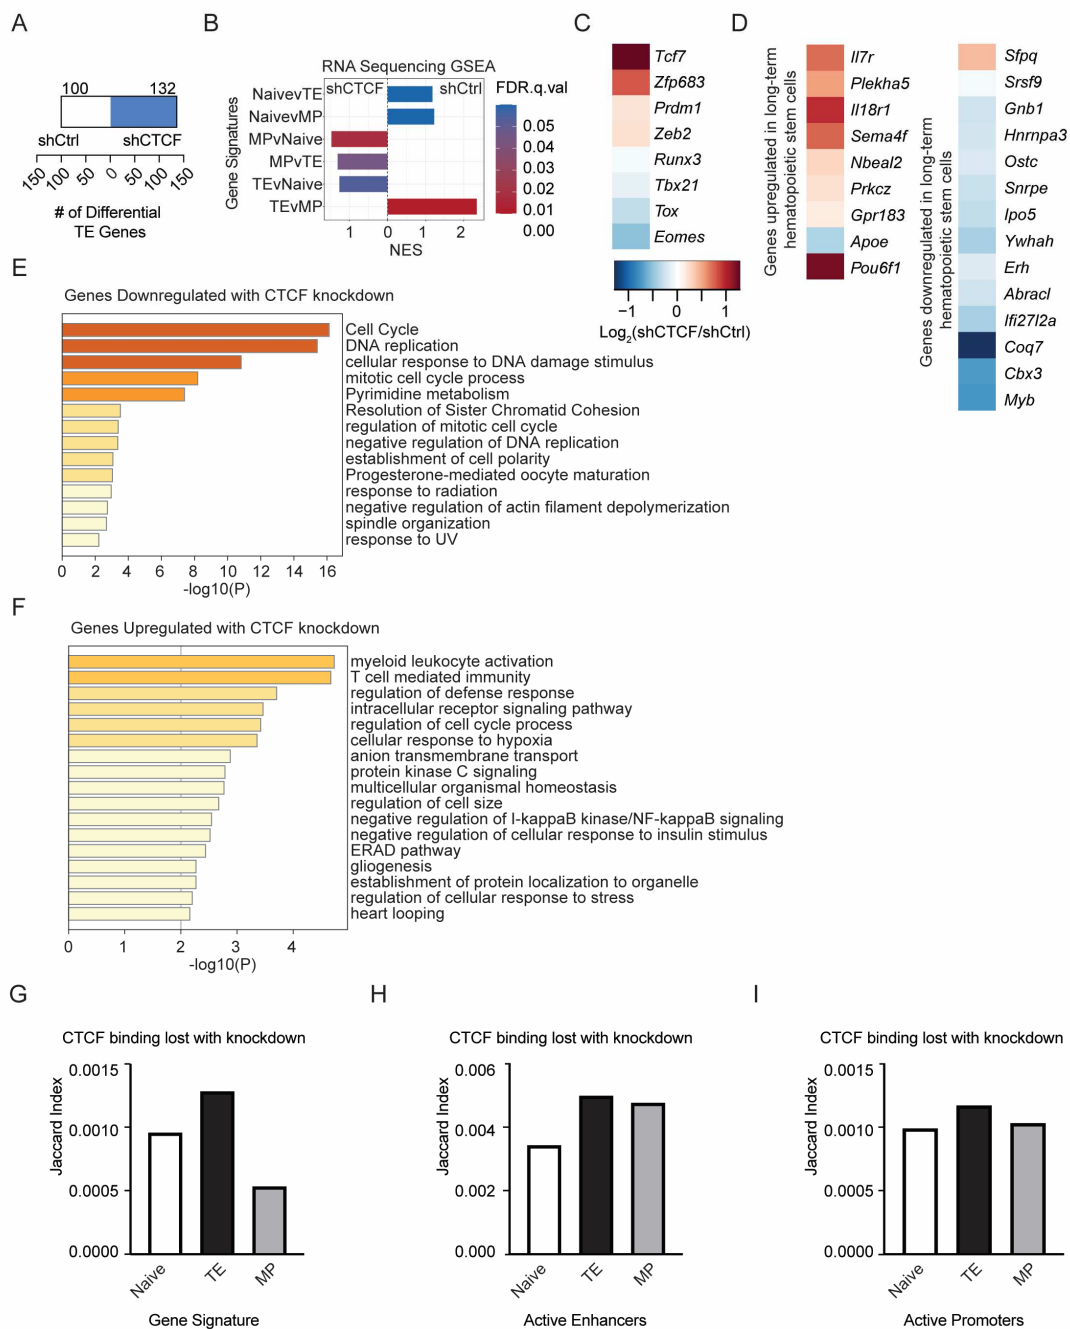 A
100
132
shCtrl
shCTCF
150
100
50
0
50
100
150
# of Differential
TE Genes
B
RNA Sequencing GSEA
shCTCF
shCtrl
Gene Signatures
NaivevTE
NaivevMP
MPvNaive
MPvTE
TEvNaive
TEvMP
1
0
1
2
NES
FDR.q.val
0.05
0.04
0.03
0.02
0.01
0.00
C
Tcf7
Zfp683
Prdm1
Zeb2
Runx3
Tbx21
Tox
Eomes
−1
0
1
Log2(shCTCF/shCtrl)
D
Genes upregulated in long-term
hematopoietic stem cells
Il7r
Plekha5
Il18r1
Sema4f
Nbeal2
Prkcz
Gpr183
Apoe
Pou6f1
Genes downregulated in long-term
hematopoietic stem cells
Sfpq
Srsf9
Gnb1
Hnrnpa3
Ostc
Snrpe
Ipo5
Ywhah
Erh
Abracl
Ifi27l2a
Coq7
Cbx3
Myb
E
Genes Downregulated with CTCF knockdown
Cell Cycle
DNA replication
cellular response to DNA damage stimulus
mitotic cell cycle process
Pyrimidine metabolism
Resolution of Sister Chromatid Cohesion
regulation of mitotic cell cycle
negative regulation of DNA replication
establishment of cell polarity
Progesterone-mediated oocyte maturation
response to radiation
negative regulation of actin filament depolymerization
spindle organization
response to UV
0
2
4
6
8
10
12
14
16
-log10(P)
F
Genes Upregulated with CTCF knockdown
myeloid leukocyte activation
T cell mediated immunity
regulation of defense response
intracellular receptor signaling pathway
regulation of cell cycle process
cellular response to hypoxia
anion transmembrane transport
protein kinase C signaling
multicellular organismal homeostasis
regulation of cell size
negative regulation of I-kappaB kinase/NF-kappaB signaling
negative regulation of cellular response to insulin stimulus
ERAD pathway
gliogenesis
establishment of protein localization to organelle
regulation of cellular response to stress
heart looping
0
1
2
3
4
-log10(P)
G
CTCF binding lost with knockdown
Jaccard Index
0.0015
0.0010
0.0005
0.0000
Naive
TE
MP
Gene Signature
H
CTCF binding lost with knockdown
Jaccard Index
0.006
0.004
0.002
0.000
Naive
TE
MP
Active Enhancers
I
CTCF binding lost with knockdown
Jaccard Index
0.0015
0.0010
0.0005
0.0000
Naive
TE
MP
Active Promoters